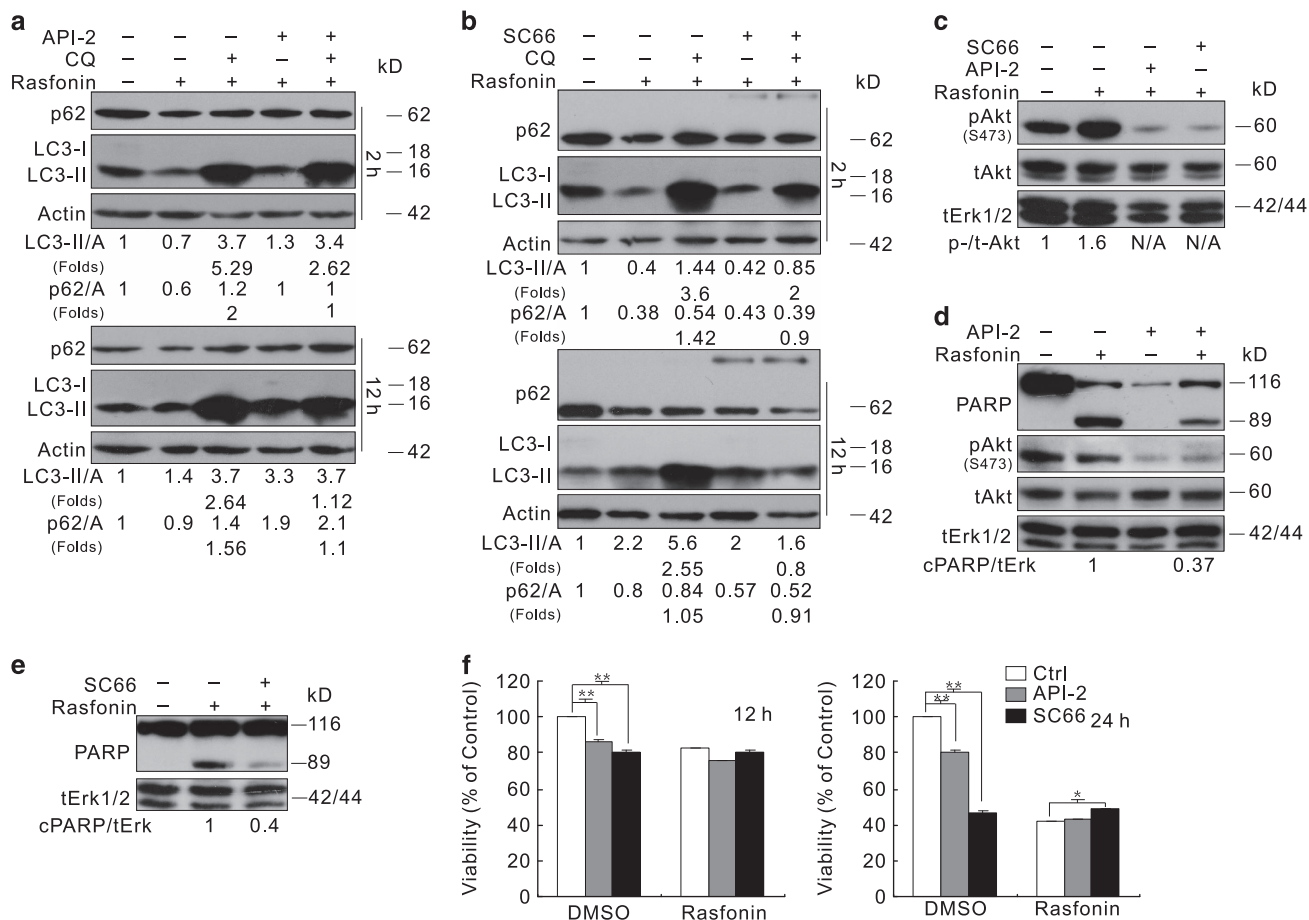 a
API-2 – – – + +
CQ – – + – +
Rasfonin – + + + + kD
p62 –62
LC3-I –18
LC3-II –16
2 h
Actin –42
LC3-II/A 1 0.7 3.7 1.3 3.4
(Folds) 5.29 2.62
p62/A 1 0.6 1.2 1 1
(Folds) 2 1
p62 –62
LC3-I –18
LC3-II –16
12 h
Actin –42
LC3-II/A 1 1.4 3.7 3.3 3.7
(Folds) 2.64 1.12
p62/A 1 0.9 1.4 1.9 2.1
(Folds) 1.56 1.1
b
SC66 – – – + +
CQ – – + – +
Rasfonin – + + + + kD
p62 –62
LC3-I –18
LC3-II –16
2 h
Actin –42
LC3-II/A 1 0.4 1.44 0.42 0.85
(Folds) 3.6 2
p62/A 1 0.38 0.54 0.43 0.39
(Folds) 1.42 0.9
p62 –62
LC3-I –18
LC3-II –16
12 h
Actin –42
LC3-II/A 1 2.2 5.6 2 1.6
(Folds) 2.55 0.8
p62/A 1 0.8 0.84 0.57 0.52
(Folds) 1.05 0.91
c
SC66 – – – +
API-2 – – + –
Rasfonin – + + + kD
pAkt –60
(S473)
tAkt –60
tErk1/2 –42/44
p-/t-Akt 1 1.6 N/A N/A
d
API-2 – – + +
Rasfonin – + – + kD
PARP –116
–89
pAkt –60
(S473)
tAkt –60
tErk1/2 –42/44
cPARP/tErk 1 0.37
e
SC66 – – +
Rasfonin – + + kD
PARP –116
–89
tErk1/2 –42/44
cPARP/tErk 1 0.4
f
Viability (% of Control)
120
100
80
60
40
20
0
**
**
12 h
DMSO Rasfonin
Viability (% of Control)
120
100
80
60
40
20
0
**
**
*
Ctrl
API-2
SC66 24 h
DMSO Rasfonin